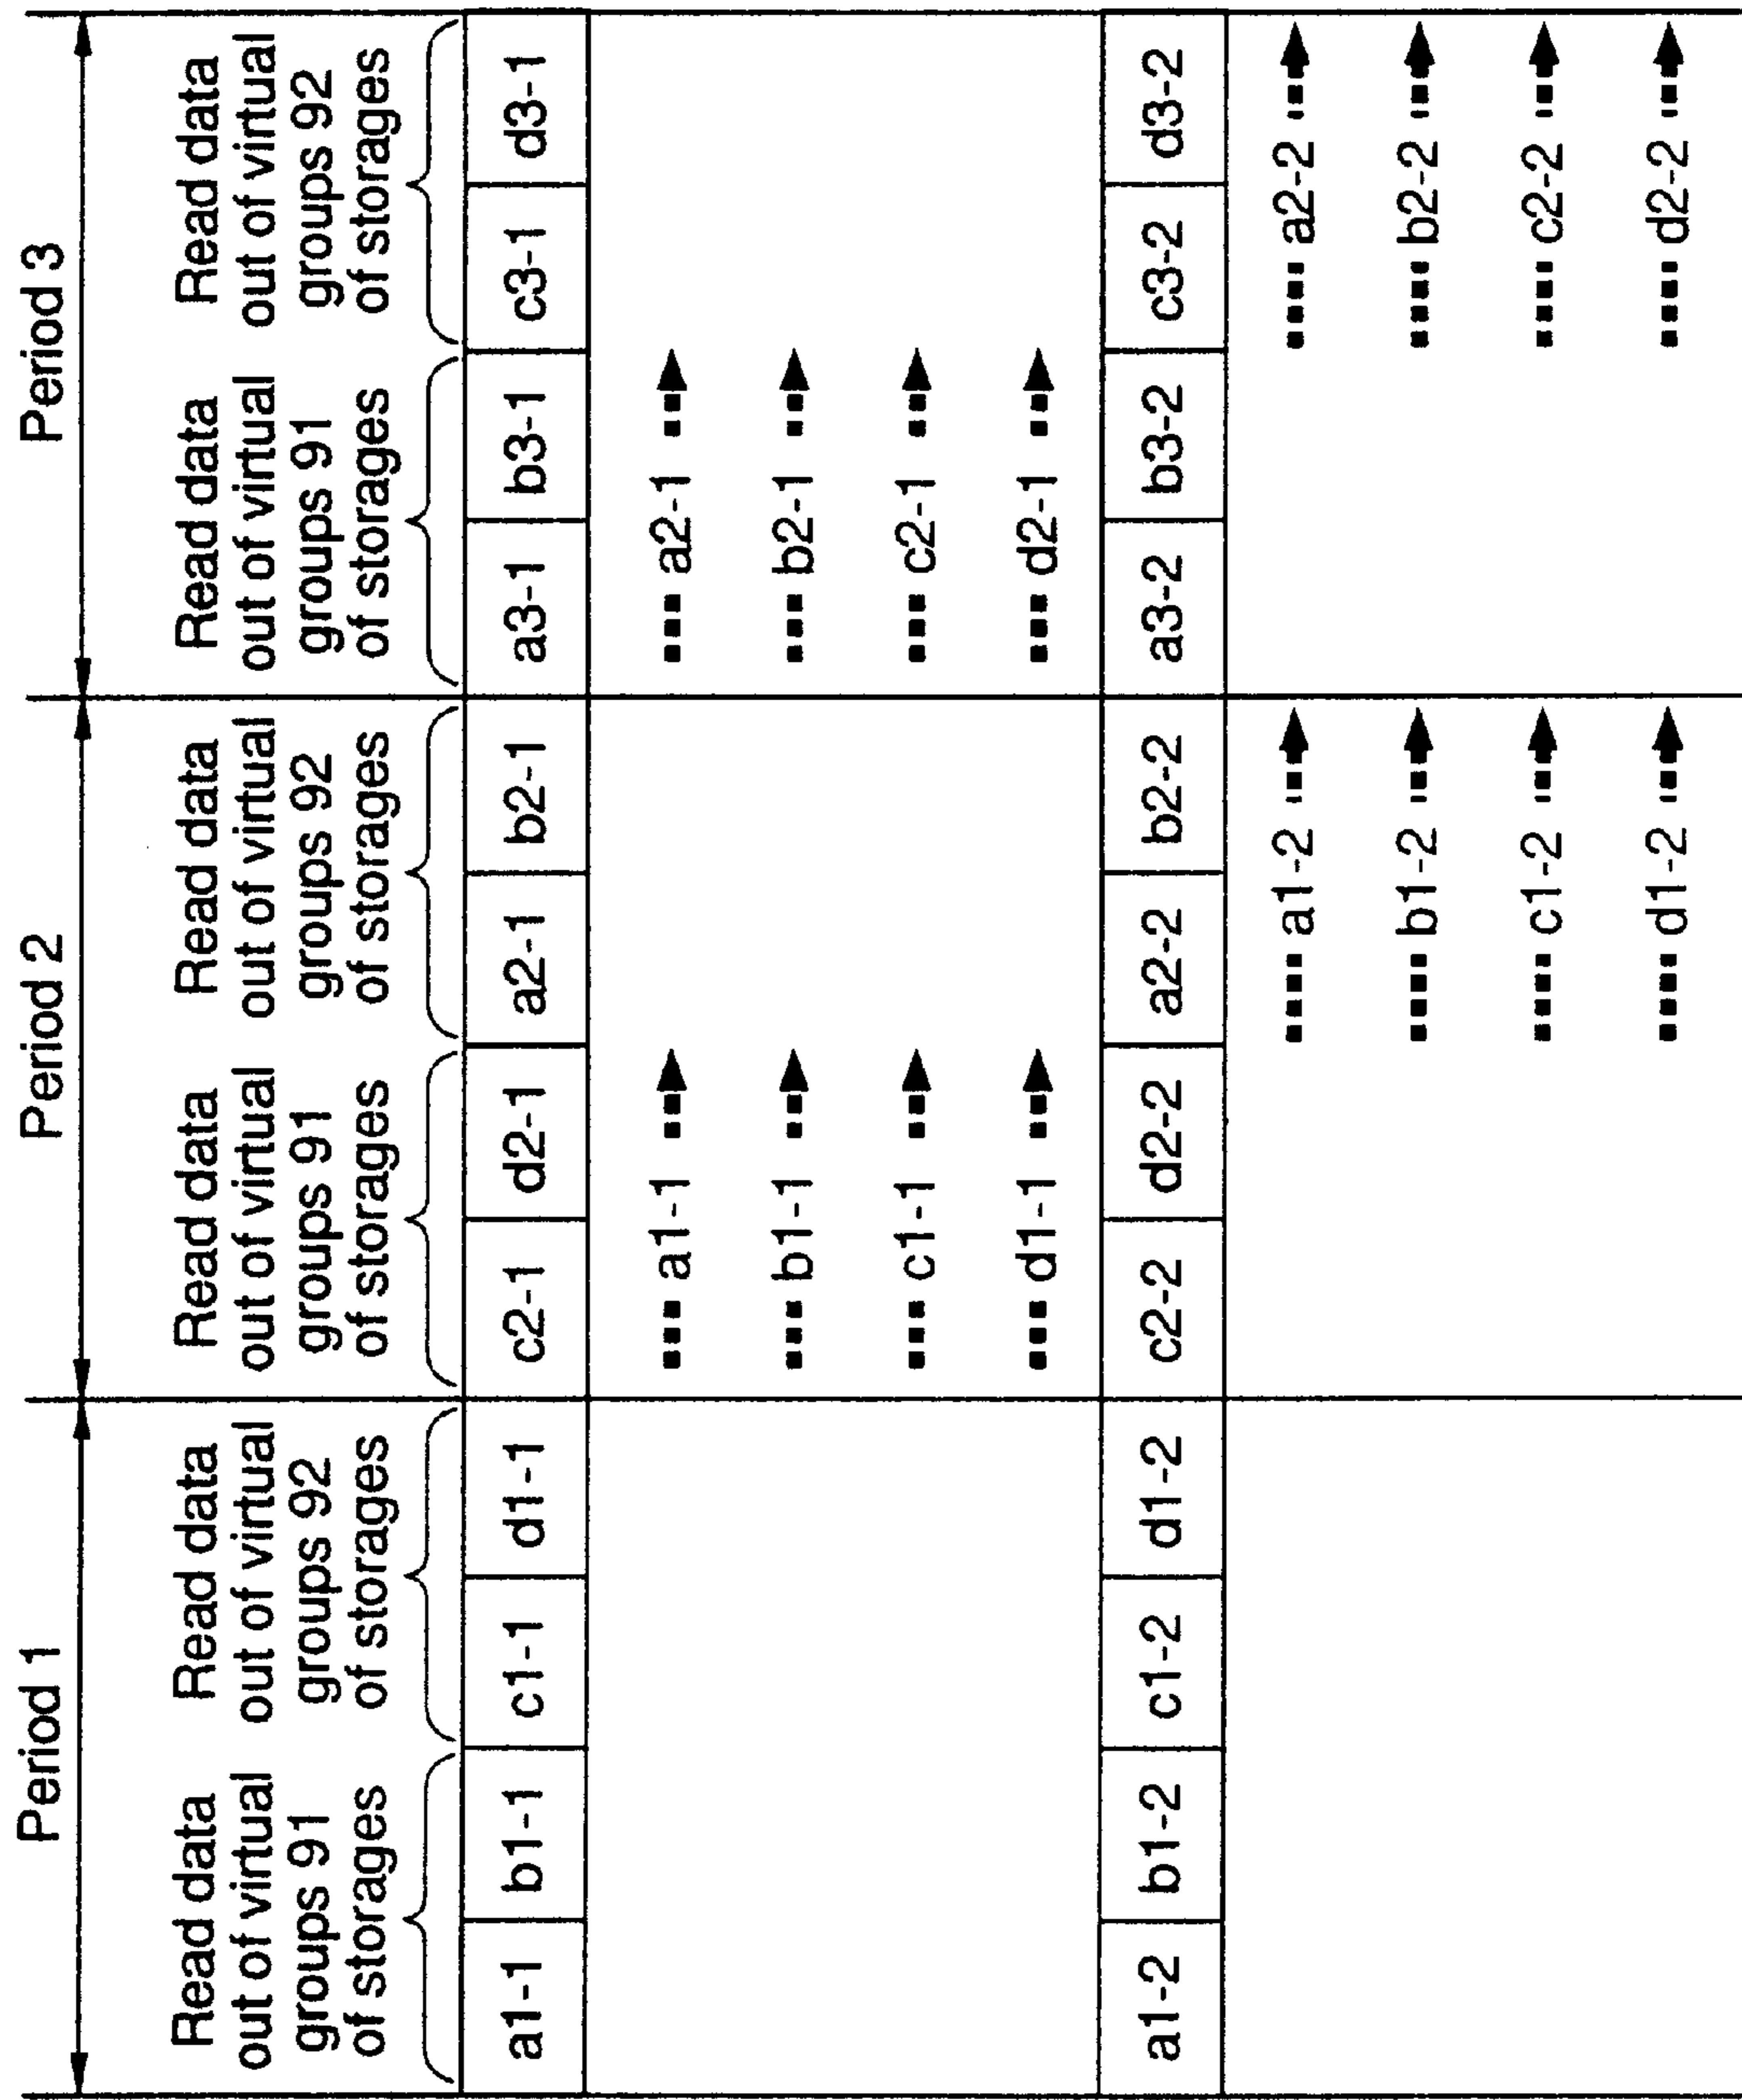 Period 1
Period 2
Period 3
Read data
out of virtual
groups 91
of storages
Read data
out of virtual
groups 92
of storages
Read data
out of virtual
groups 91
of storages
Read data
out of virtual
groups 92
of storages
Read data
out of virtual
groups 91
of storages
Read data
out of virtual
groups 92
of storages
a1-1 b1-1 c1-1 d1-1 c2-1 d2-1 a2-1 b2-1 a3-1 b3-1 c3-1 d3-1
a1-1 a2-1
b1-1 b2-1
c1-1 c2-1
d1-1 d2-1
a1-2 b1-2 c1-2 d1-2 c2-2 d2-2 a2-2 b2-2 a3-2 b3-2 c3-2 d3-2
a1-2 a2-2
b1-2 b2-2
c1-2 c2-2
d1-2 d2-2